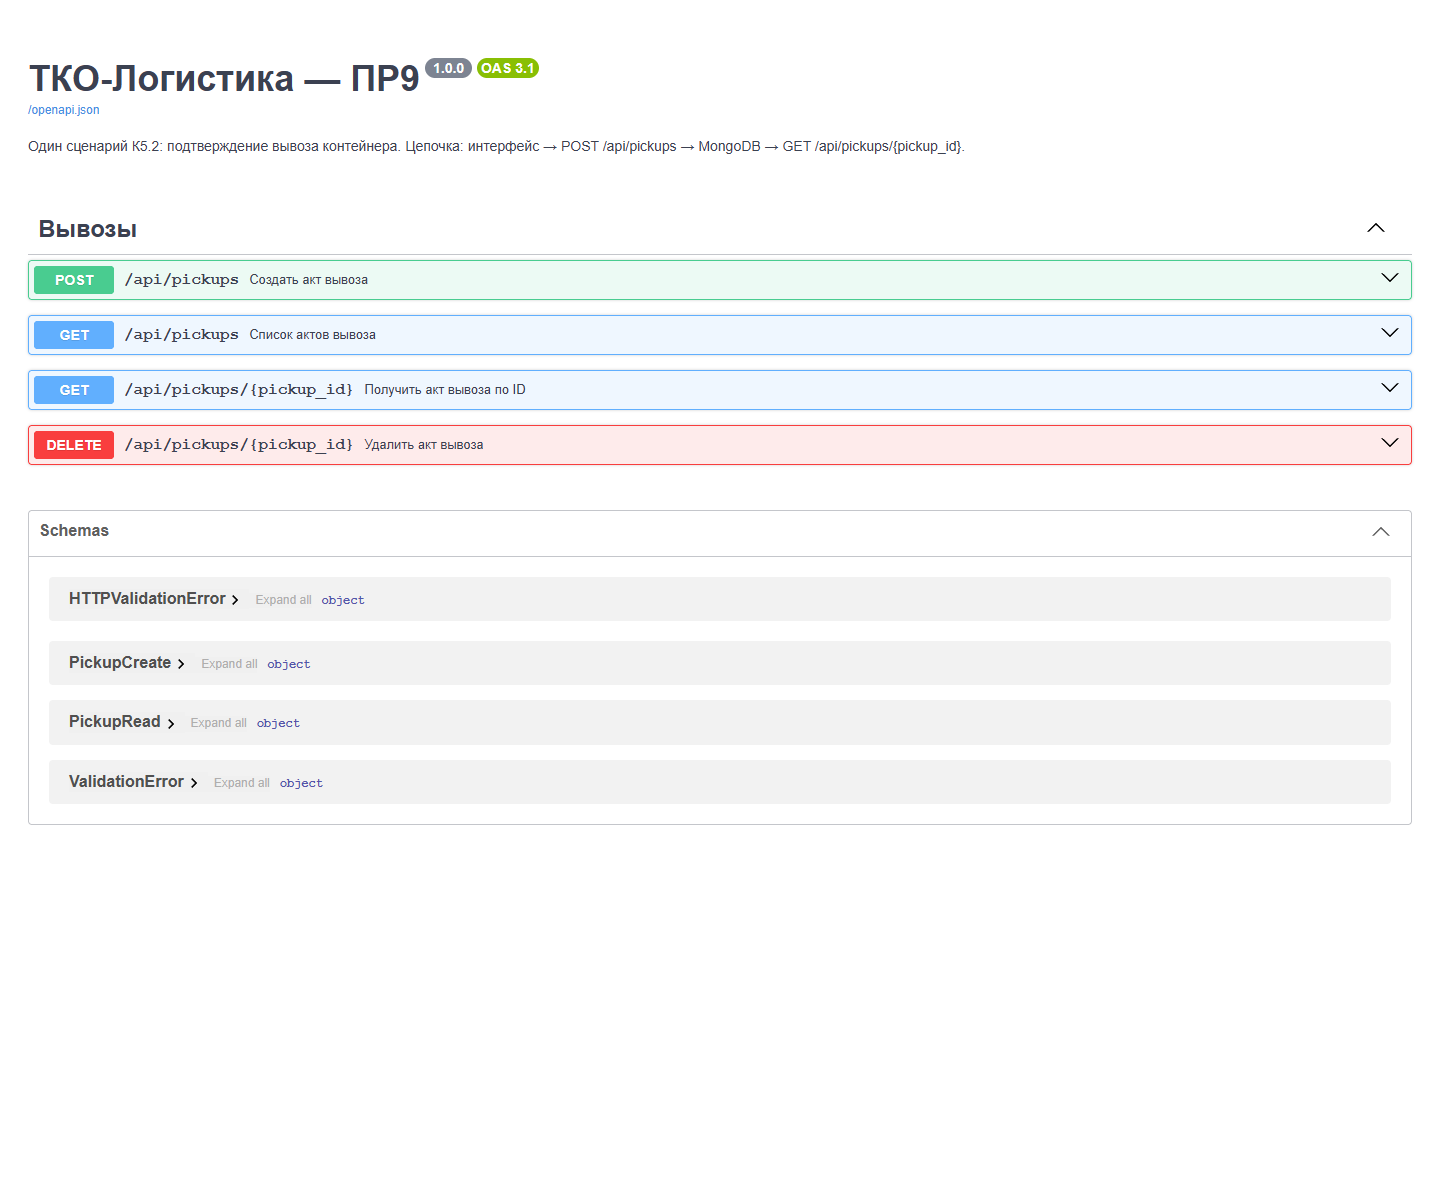 ТКО-Логистика — ПР9 1.0.0 OAS 3.1
/openapi.json
Один сценарий К5.2: подтверждение вывоза контейнера. Цепочка: интерфейс → POST /api/pickups → MongoDB → GET /api/pickups/{pickup_id}.
Вывозы
POST /api/pickups Создать акт вывоза
GET /api/pickups Список актов вывоза
GET /api/pickups/{pickup_id} Получить акт вывоза по ID
DELETE /api/pickups/{pickup_id} Удалить акт вывоза
Schemas
HTTPValidationError Expand all object
PickupCreate Expand all object
PickupRead Expand all object
ValidationError Expand all object